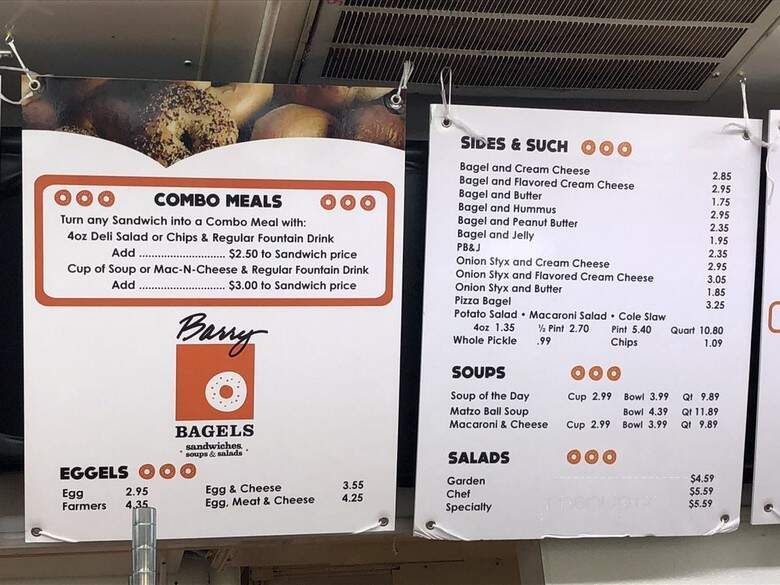 COMBO MEALS
Turn any Sandwich into a Combo Meal with:
4oz Deli Salad or Chips & Regular Fountain Drink
Add ............................ $2.50 to Sandwich price
Cup of Soup or Mac-N-Cheese & Regular Fountain Drink
Add ............................ $3.00 to Sandwich price
Barry
BAGELS
sandwiches,
soups & salads
EGGELS
Egg 2.95 Egg & Cheese 3.55
Farmers 4.35 Egg, Meat & Cheese 4.25
SIDES & SUCH
Bagel and Cream Cheese 2.85
Bagel and Flavored Cream Cheese 2.95
Bagel and Butter 1.75
Bagel and Hummus 2.95
Bagel and Peanut Butter 2.35
Bagel and Jelly 1.95
PB&J 2.35
Onion Styx and Cream Cheese 2.95
Onion Styx and Flavored Cream Cheese 3.05
Onion Styx and Butter 1.85
Pizza Bagel 3.25
Potato Salad • Macaroni Salad • Cole Slaw
4oz 1.35 ½ Pint 2.70 Pint 5.40 Quart 10.80
Whole Pickle .99 Chips 1.09
SOUPS
Soup of the Day Cup 2.99 Bowl 3.99 Qt 9.89
Matzo Ball Soup Bowl 4.39 Qt 11.89
Macaroni & Cheese Cup 2.99 Bowl 3.99 Qt 9.89
SALADS
Garden $4.59
Chef $5.59
Specialty $5.59